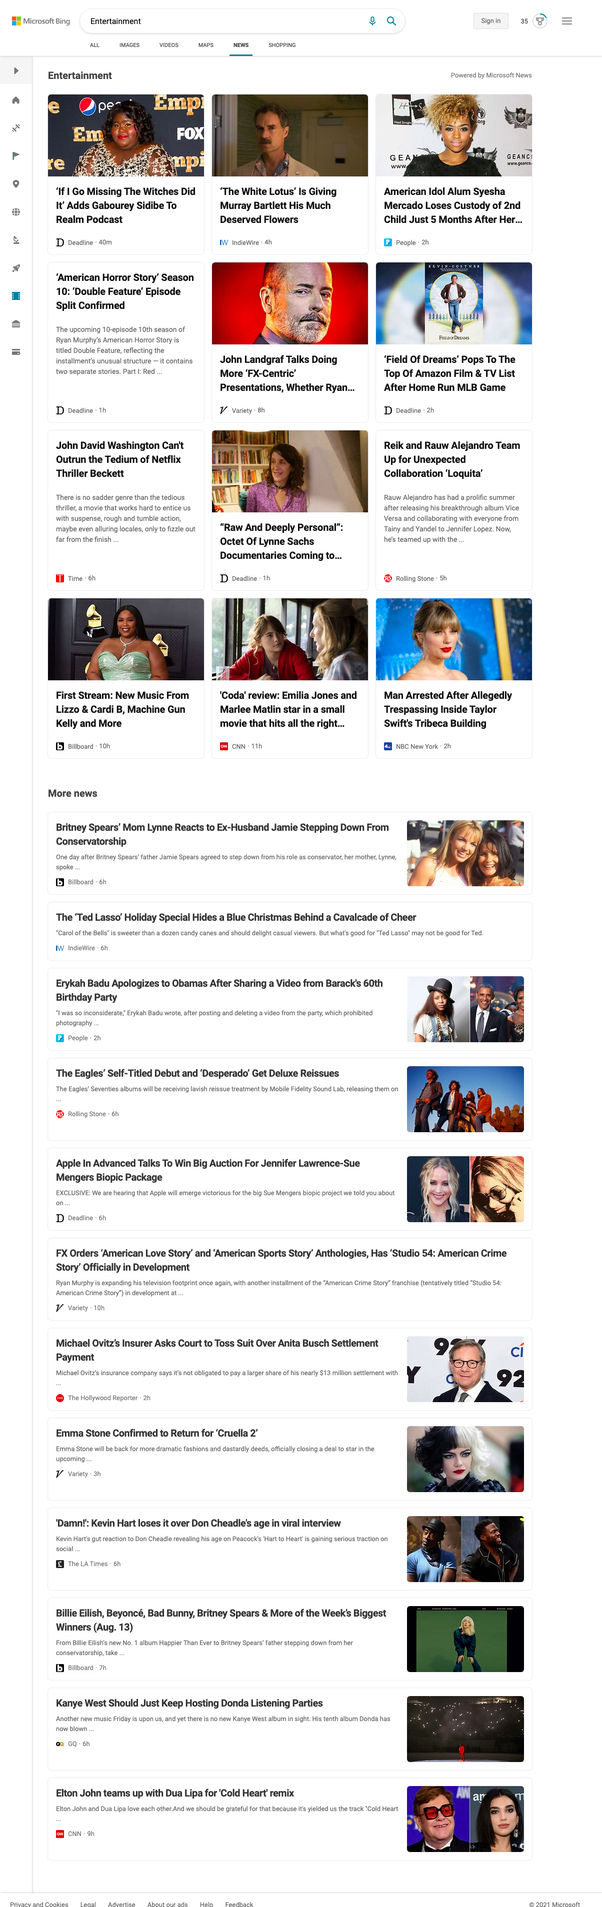 Microsoft Bing
Entertainment
Sign in
35
ALL
IMAGES
VIDEOS
MAPS
NEWS
SHOPPING
Entertainment
Powered by Microsoft News
'If I Go Missing The Witches Did
It' Adds Gabourey Sidibe To
Realm Podcast
Deadline · 40m
'The White Lotus' Is Giving
Murray Bartlett His Much
Deserved Flowers
IndieWire · 4h
American Idol Alum Syesha
Mercado Loses Custody of 2nd
Child Just 5 Months After Her...
People · 2h
'American Horror Story' Season
10: 'Double Feature' Episode
Split Confirmed
The upcoming 10-episode 10th season of
Ryan Murphy's American Horror Story is
titled Double Feature, reflecting the
installment's unusual structure — it contains
two separate stories. Part I: Red ...
Deadline · 1h
John Landgraf Talks Doing
More 'FX-Centric'
Presentations, Whether Ryan...
Variety · 8h
'Field Of Dreams' Pops To The
Top Of Amazon Film & TV List
After Home Run MLB Game
Deadline · 2h
John David Washington Can't
Outrun the Tedium of Netflix
Thriller Beckett
There is no sadder genre than the tedious
thriller, a movie that works hard to entice us
with suspense, rough and tumble action,
maybe even alluring locales, only to fizzle out
far from the finish ...
Time · 6h
"Raw And Deeply Personal":
Octet Of Lynne Sachs
Documentaries Coming to...
Deadline · 1h
Reik and Rauw Alejandro Team
Up for Unexpected
Collaboration 'Loquita'
Rauw Alejandro has had a prolific summer
after releasing his breakthrough album Vice
Versa and collaborating with everyone from
Tainy and Yandel to Jennifer Lopez. Now,
he's teamed up with the ...
Rolling Stone · 5h
First Stream: New Music From
Lizzo & Cardi B, Machine Gun
Kelly and More
Billboard · 10h
'Coda' review: Emilia Jones and
Marlee Matlin star in a small
movie that hits all the right...
CNN · 11h
Man Arrested After Allegedly
Trespassing Inside Taylor
Swift's Tribeca Building
NBC New York · 2h
More news
Britney Spears' Mom Lynne Reacts to Ex-Husband Jamie Stepping Down From
Conservatorship
One day after Britney Spears' father Jamie Spears agreed to step down from his role as conservator, her mother, Lynne,
spoke ...
Billboard · 6h
The 'Ted Lasso' Holiday Special Hides a Blue Christmas Behind a Cavalcade of Cheer
"Carol of the Bells" is sweeter than a dozen candy canes and should delight casual viewers. But what's good for "Ted Lasso" may not be good for Ted.
IndieWire · 6h
Erykah Badu Apologizes to Obamas After Sharing a Video from Barack's 60th
Birthday Party
"I was so inconsiderate," Erykah Badu wrote, after posting and deleting a video from the party, which prohibited
photography ...
People · 2h
The Eagles' Self-Titled Debut and 'Desperado' Get Deluxe Reissues
The Eagles' Seventies albums will be receiving lavish reissue treatment by Mobile Fidelity Sound Lab, releasing them on
...
Rolling Stone · 6h
Apple In Advanced Talks To Win Big Auction For Jennifer Lawrence-Sue
Mengers Biopic Package
EXCLUSIVE: We are hearing that Apple will emerge victorious for the big Sue Mengers biopic project we told you about
on ...
Deadline · 6h
FX Orders 'American Love Story' and 'American Sports Story' Anthologies, Has 'Studio 54: American Crime
Story' Officially in Development
Ryan Murphy is expanding his television footprint once again, with another installment of the "American Crime Story" franchise (tentatively titled "Studio 54:
American Crime Story") in development at ...
Variety · 10h
Michael Ovitz's Insurer Asks Court to Toss Suit Over Anita Busch Settlement
Payment
Michael Ovitz's insurance company says it's not obligated to pay a larger share of his nearly $13 million settlement with
...
The Hollywood Reporter · 2h
Emma Stone Confirmed to Return for 'Cruella 2'
Emma Stone will be back for more dramatic fashions and dastardly deeds, officially closing a deal to star in the
upcoming ...
Variety · 3h
'Damn!': Kevin Hart loses it over Don Cheadle's age in viral interview
Kevin Hart's gut reaction to Don Cheadle revealing his age on Peacock's 'Hart to Heart' is gaining serious traction on
social ...
The LA Times · 6h
Billie Eilish, Beyoncé, Bad Bunny, Britney Spears & More of the Week's Biggest
Winners (Aug. 13)
From Billie Eilish's new No. 1 album Happier Than Ever to Britney Spears' father stepping down from her
conservatorship, take ...
Billboard · 7h
Kanye West Should Just Keep Hosting Donda Listening Parties
Another new music Friday is upon us, and yet there is no new Kanye West album in sight. His tenth album Donda has
now blown ...
GQ · 6h
Elton John teams up with Dua Lipa for 'Cold Heart' remix
Elton John and Dua Lipa love each other.And we should be grateful for that because it's yielded us the track "Cold Heart
...
CNN · 9h
Privacy and Cookies
Legal
Advertise
About our ads
Help
Feedback
© 2021 Microsoft